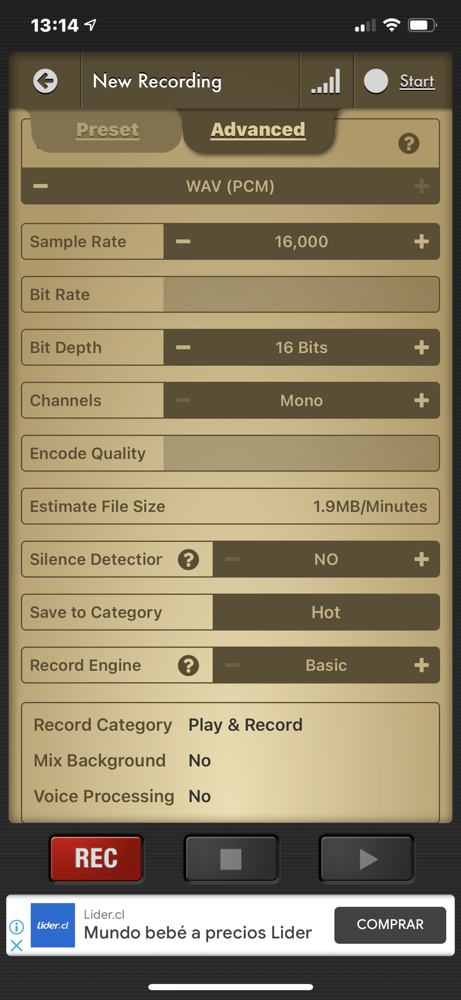 13:14
New Recording
Start
Preset
Advanced
WAV (PCM)
Sample Rate
16,000
Bit Rate
Bit Depth
16 Bits
Channels
Mono
Encode Quality
Estimate File Size
1.9MB/Minutes
Silence Detection
NO
Save to Category
Hot
Record Engine
Basic
Record Category Play & Record
Mix Background No
Voice Processing No
REC
Lider.cl
lider.cl
Mundo bebé a precios Lider
COMPRAR